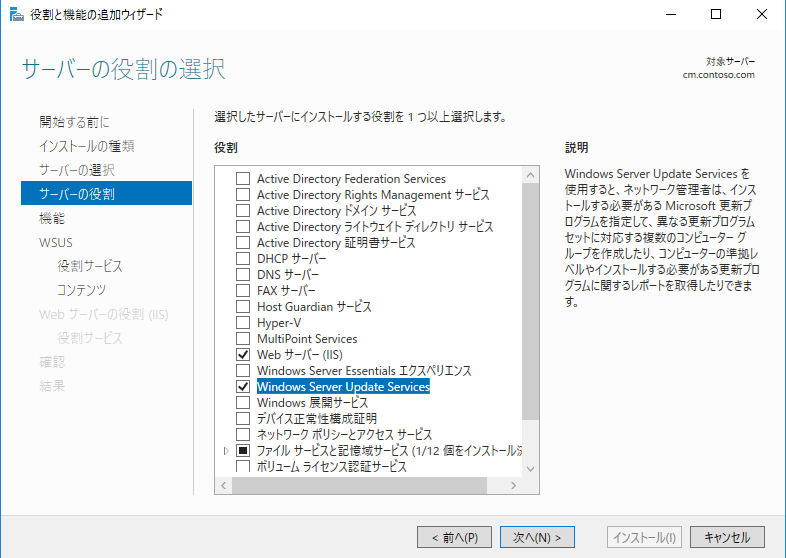 役割と機能の追加ウィザード
サーバーの役割の選択
対象サーバー
cm.contoso.com
開始する前に
インストールの種類
サーバーの選択
サーバーの役割
機能
WSUS
役割サービス
コンテンツ
Web サーバーの役割 (IIS)
役割サービス
確認
結果
選択したサーバーにインストールする役割を 1 つ以上選択します。
役割
Active Directory Federation Services
Active Directory Rights Management サービス
Active Directory ドメイン サービス
Active Directory ライトウェイト ディレクトリ サービス
Active Directory 証明書サービス
DHCP サーバー
DNS サーバー
FAX サーバー
Host Guardian サービス
Hyper-V
MultiPoint Services
Web サーバー (IIS)
Windows Server Essentials エクスペリエンス
Windows Server Update Services
Windows 展開サービス
デバイス正常性構成証明
ネットワーク ポリシーとアクセス サービス
ファイル サービスと記憶域サービス (1/12 個をインストール済
ボリューム ライセンス認証サービス
説明
Windows Server Update Services を
使用すると、ネットワーク管理者は、インス
トールする必要がある Microsoft 更新プ
ログラムを指定して、異なる更新プログラム
セットに対応する複数のコンピューター グ
ループを作成したり、コンピューターの準拠レ
ベルやインストールする必要がある更新プロ
グラムに関するレポートを取得したりできま
す。
< 前へ(P)
次へ(N) >
インストール(I)
キャンセル